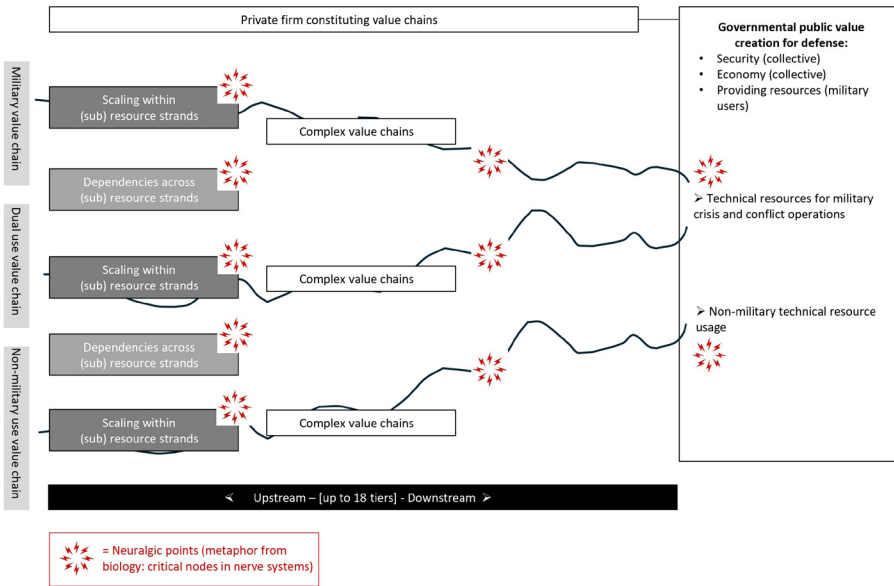 Private firm constituting value chains
Governmental public value
creation for defense:
• Security (collective)
• Economy (collective)
• Providing resources (military
users)
Military value chain
Scaling within
(sub) resource strands
Complex value chains
Dependencies across
(sub) resource strands
➢ Technical resources for military
crisis and conflict operations
Dual use value chain
Scaling within
(sub) resource strands
Complex value chains
➢ Non-military technical resource
usage
Dependencies across
(sub) resource strands
Non-military use value chain
Scaling within
(sub) resource strands
Complex value chains
⮜ Upstream – [up to 18 tiers] - Downstream ➢
= Neuralgic points (metaphor from
biology: critical nodes in nerve systems)